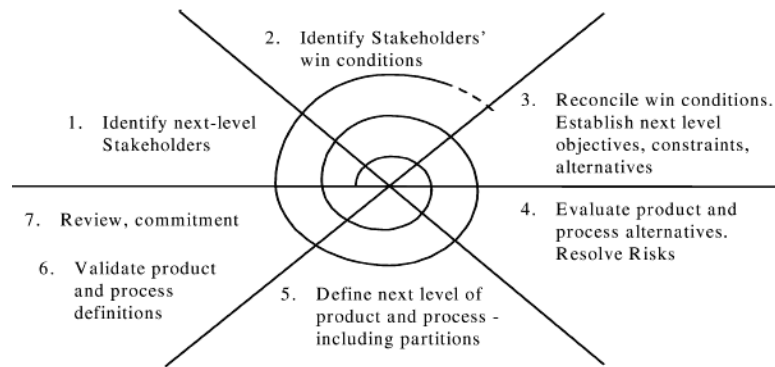 2. Identify Stakeholders'
win conditions
1. Identify next-level
Stakeholders
3. Reconcile win conditions.
Establish next level
objectives, constraints,
alternatives
7. Review, commitment
4. Evaluate product and
process alternatives.
Resolve Risks
6. Validate product
and process
definitions
5. Define next level of
product and process -
including partitions